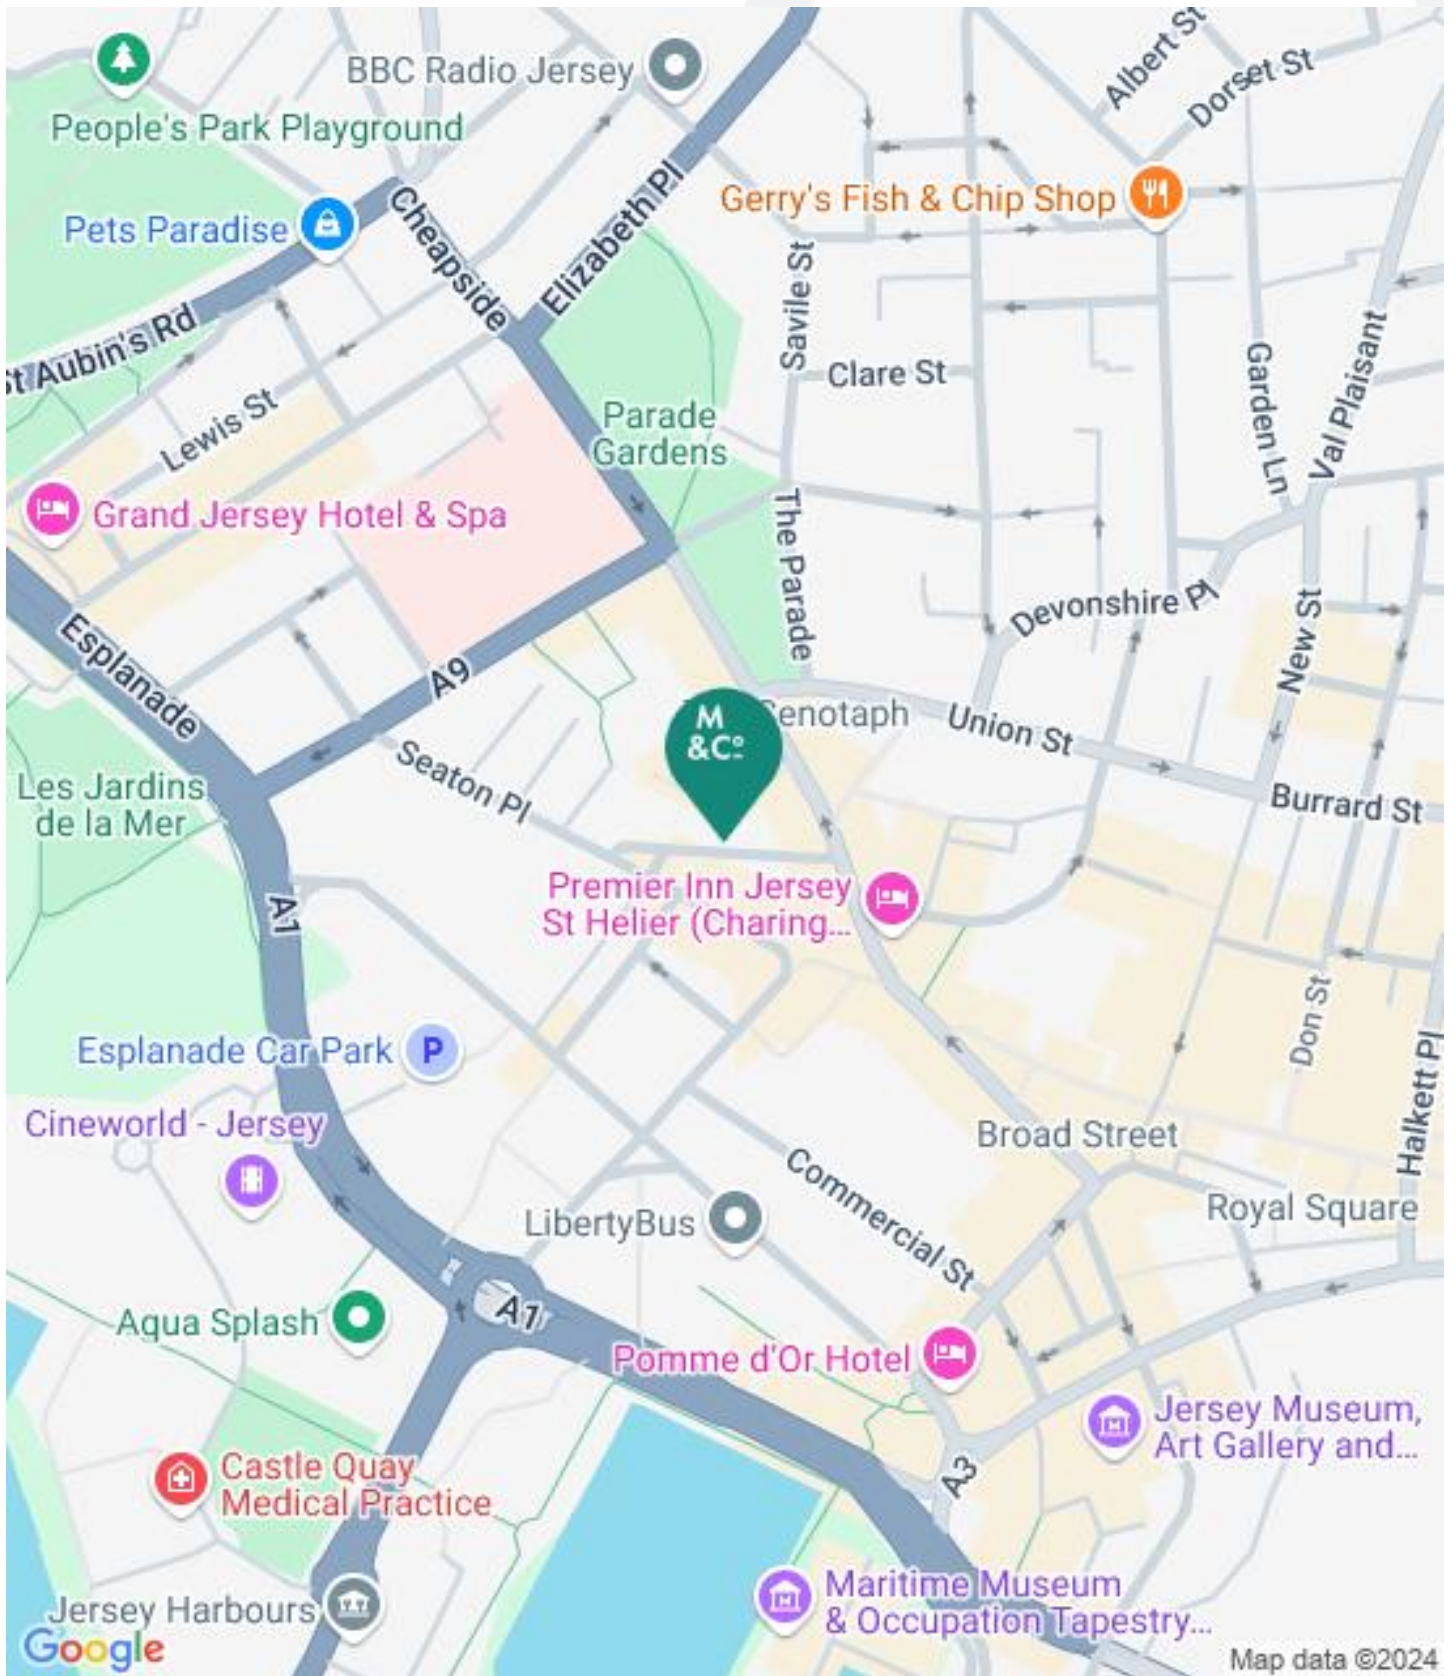 BBC Radio Jersey
People's Park Playground
Albert St
Dorset St
Pets Paradise
Cheapside
Elizabeth Pl
Gerry's Fish & Chip Shop
St Aubin's Rd
Savile St
Clare St
Garden Ln
Val Plaisant
Lewis St
Parade
Gardens
Grand Jersey Hotel & Spa
The Parade
Devonshire Pl
New St
Esplanade
A9
M
&Co
Cenotaph
Union St
Seaton Pl
Les Jardins
de la Mer
Burrard St
A1
Premier Inn Jersey
St Helier (Charing...
Don St
Halkett Pl
Esplanade Car Park
P
Cineworld - Jersey
Broad Street
Commercial St
Royal Square
LibertyBus
Aqua Splash
A1
Pomme d'Or Hotel
Jersey Museum,
Art Gallery and...
A3
Castle Quay
Medical Practice
Maritime Museum
& Occupation Tapestry...
Jersey Harbours
Google
Map data ©2024